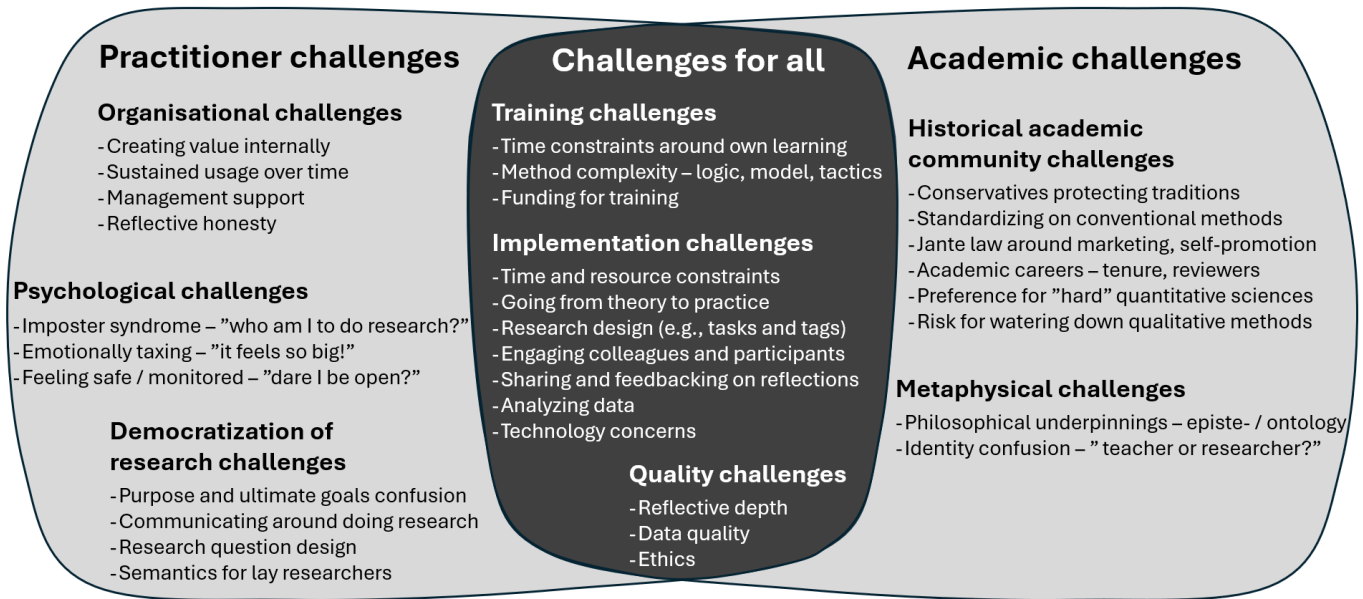 Practitioner challenges
Organisational challenges
-Creating value internally
-Sustained usage over time
-Management support
-Reflective honesty
Psychological challenges
-Imposter syndrome – ”who am I to do research?”
-Emotionally taxing – ”it feels so big!”
-Feeling safe / monitored – ”dare I be open?”
Democratization of
research challenges
-Purpose and ultimate goals confusion
-Communicating around doing research
-Research question design
-Semantics for lay researchers
Challenges for all
Training challenges
-Time constraints around own learning
-Method complexity – logic, model, tactics
-Funding for training
Implementation challenges
-Time and resource constraints
-Going from theory to practice
-Research design (e.g., tasks and tags)
-Engaging colleagues and participants
-Sharing and feedbacking on reflections
-Analyzing data
-Technology concerns
Quality challenges
-Reflective depth
-Data quality
-Ethics
Academic challenges
Historical academic
community challenges
-Conservatives protecting traditions
-Standardizing on conventional methods
-Jante law around marketing, self-promotion
-Academic careers – tenure, reviewers
-Preference for ”hard” quantitative sciences
-Risk for watering down qualitative methods
Metaphysical challenges
-Philosophical underpinnings – episte- / ontology
-Identity confusion – ” teacher or researcher?”